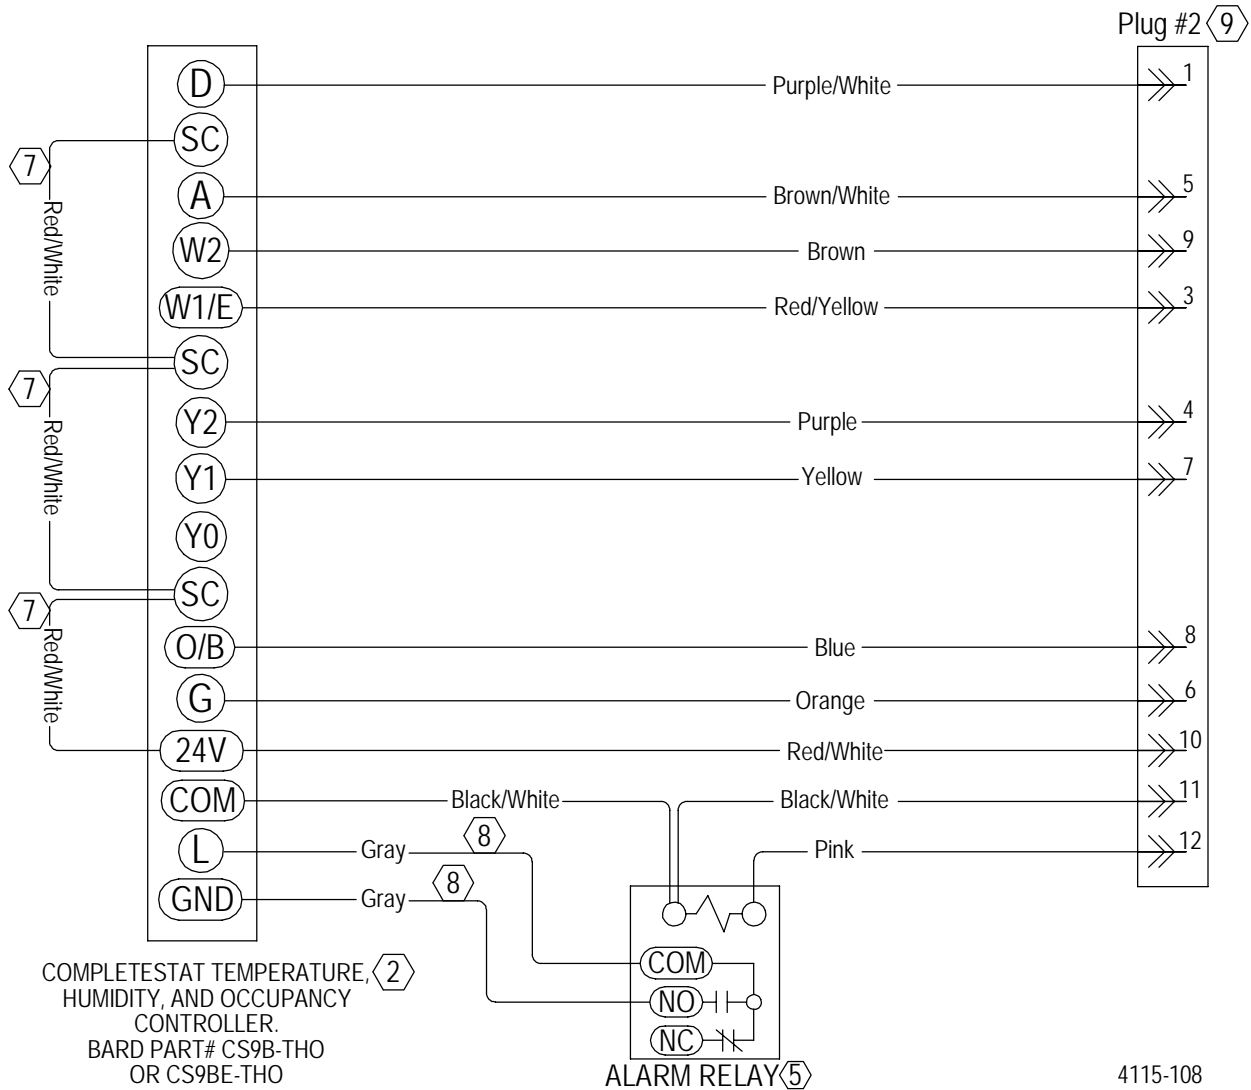 Plug #2 9
D Purple/White 1
SC
7
Red/White
A Brown/White 5
W2 Brown 9
W1/E Red/Yellow 3
SC
7
Red/White
Y2 Purple 4
Y1 Yellow 7
Y0
SC
7
Red/White
O/B Blue 8
G Orange 6
24V Red/White 10
COM Black/White Black/White 11
L Gray 8 Pink 12
GND Gray 8
COM
NO
NC
ALARM RELAY 5
COMPLETESTAT TEMPERATURE, 2
HUMIDITY, AND OCCUPANCY
CONTROLLER.
BARD PART# CS9B-THO
OR CS9BE-THO
4115-108